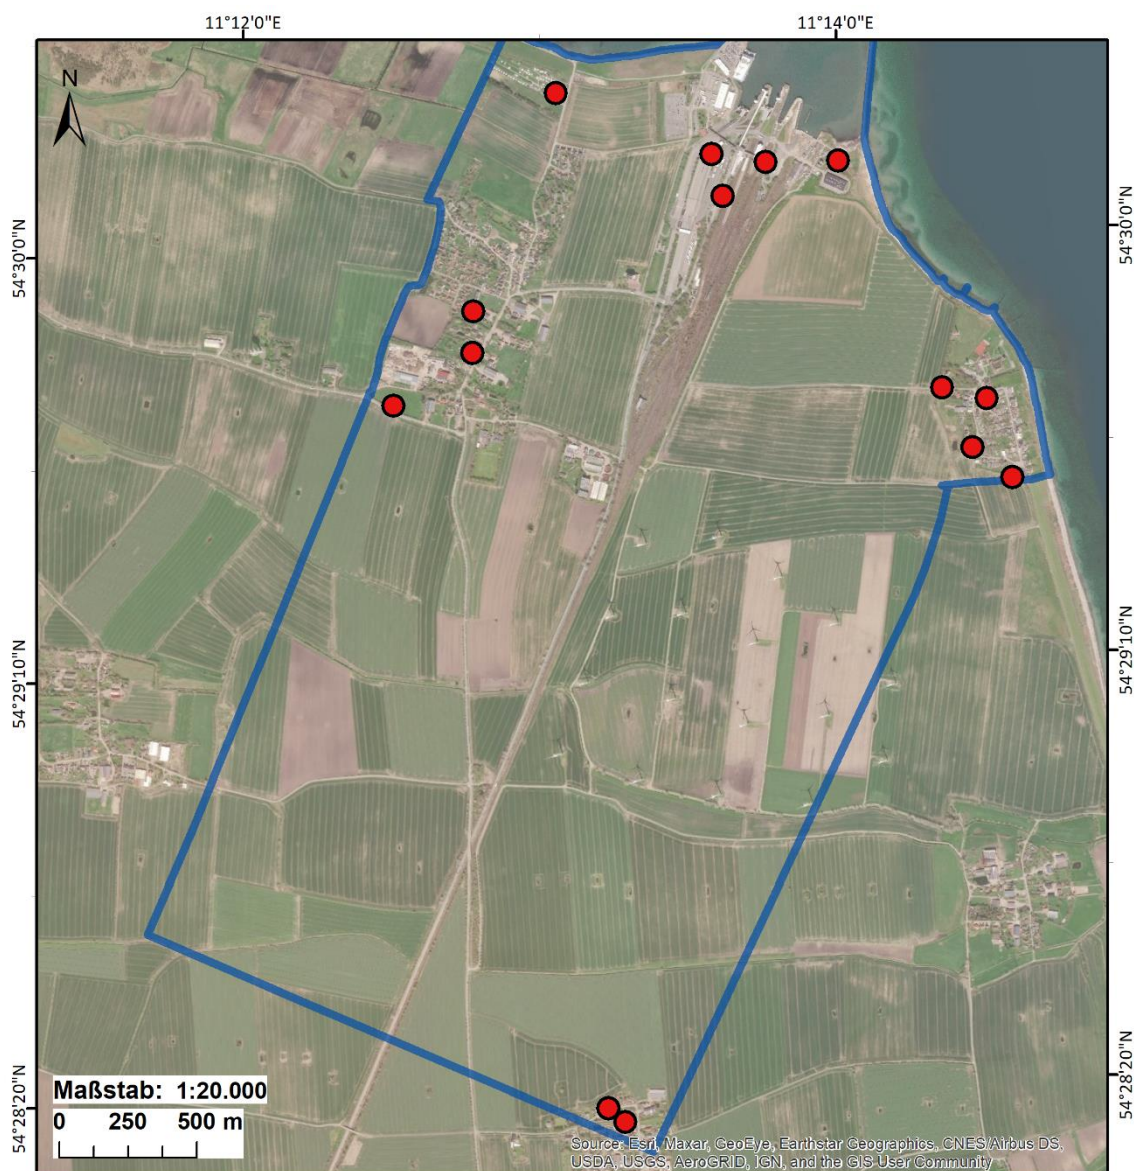 11°12'0"E
11°14'0"E
N
54°30'0"N
54°30'0"N
54°29'10"N
54°29'10"N
54°28'20"N
54°28'20"N
Maßstab: 1:20.000
0 250 500 m
Source: Esri, Maxar, GeoEye, Earthstar Geographics, CNES/Airbus DS,
USDA, USGS, AeroGRID, IGN, and the GIS User Community